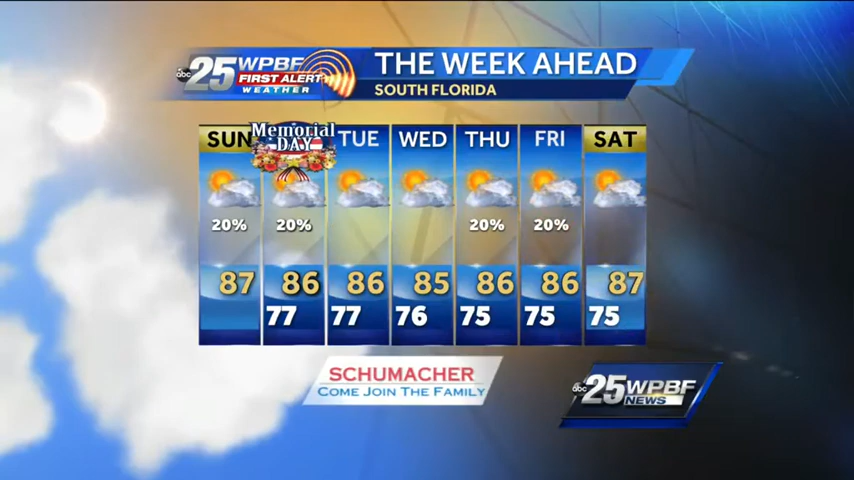 abc 25 WPBF
FIRST ALERT
WEATHER
THE WEEK AHEAD
SOUTH FLORIDA
SUN Memorial DAY TUE WED THU FRI SAT
20% 20% 20% 20%
87 86 86 85 86 86 87
77 77 76 75 75 75
SCHUMACHER
COME JOIN THE FAMILY
abc 25 WPBF
NEWS